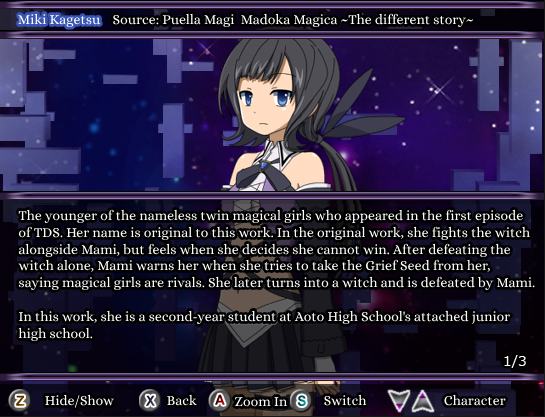 Miki Kagetsu Source: Puella Magi Madoka Magica ~The different story~
The younger of the nameless twin magical girls who appeared in the first episode
of TDS. Her name is original to this work. In the original work, she fights the witch
alongside Mami, but feels when she decides she cannot win. After defeating the
witch alone, Mami warns her when she tries to take the Grief Seed from her,
saying magical girls are rivals. She later turns into a witch and is defeated by Mami.
In this work, she is a second-year student at Aoto High School's attached junior
high school.
1/3
Z Hide/Show X Back A Zoom In S Switch Character